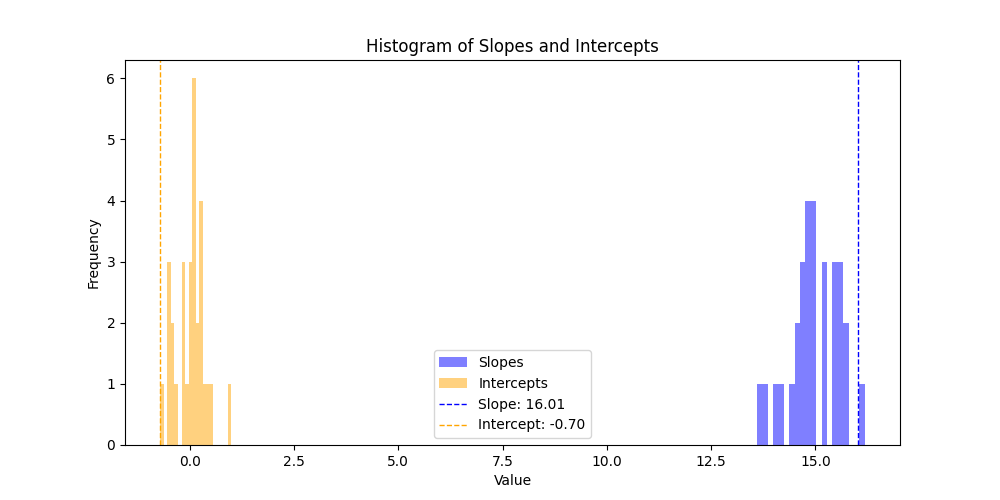 Histogram of Slopes and Intercepts
Frequency
6
5
4
3
2
1
0
Slopes
Intercepts
Slope: 16.01
Intercept: -0.70
0.0 2.5 5.0 7.5 10.0 12.5 15.0
Value